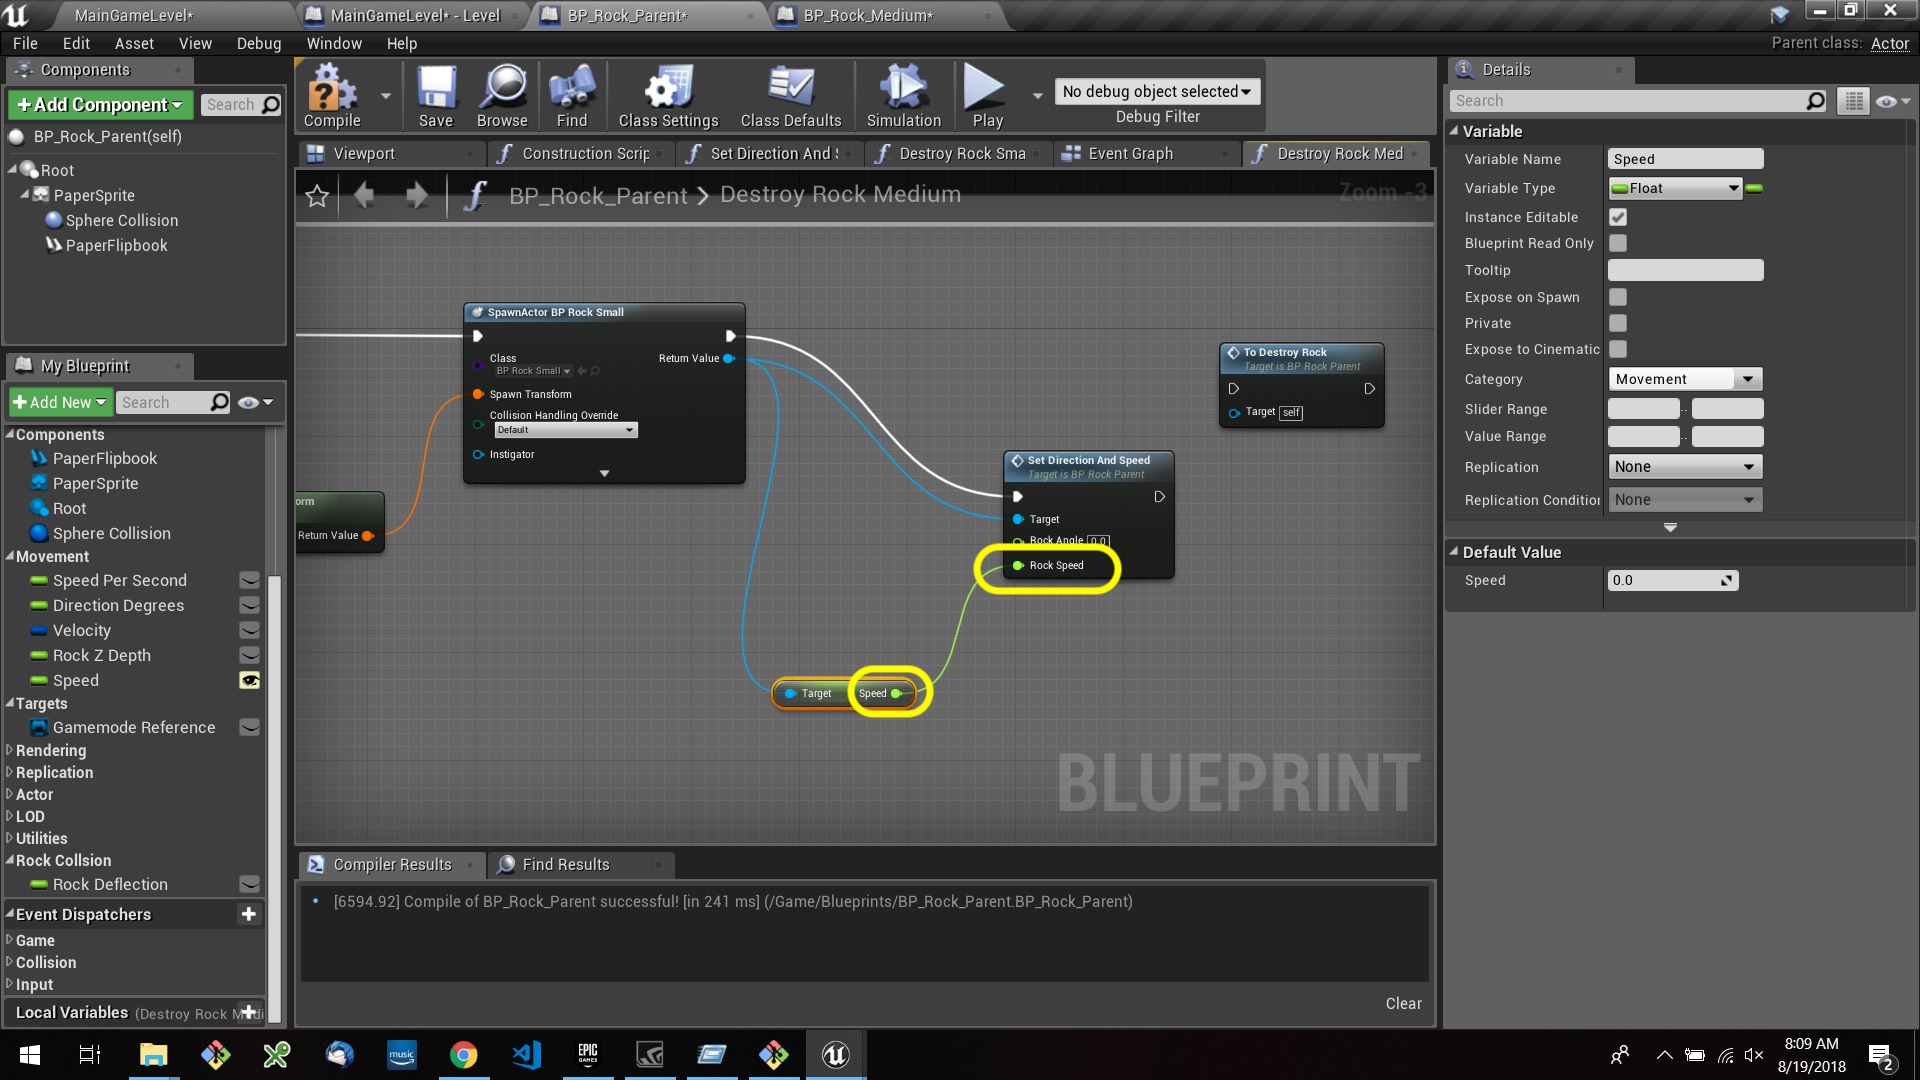 MainGameLevel*
MainGameLevel* - Level
BP_Rock_Parent*
BP_Rock_Medium*
File Edit Asset View Debug Window Help
Parent class: Actor
Components
+Add Component
Search
BP_Rock_Parent(self)
Root
PaperSprite
Sphere Collision
PaperFlipbook
My Blueprint
+Add New
Search
Components
PaperFlipbook
PaperSprite
Root
Sphere Collision
Movement
Speed Per Second
Direction Degrees
Velocity
Rock Z Depth
Speed
Targets
Gamemode Reference
Rendering
Replication
Actor
LOD
Utilities
Rock Collsion
Rock Deflection
Event Dispatchers
Game
Collision
Input
Local Variables (Destroy Rock Medi
Compile Save Browse Find Class Settings Class Defaults Simulation Play
No debug object selected
Debug Filter
Viewport
Construction Scrip
Set Direction And S
Destroy Rock Sma
Event Graph
Destroy Rock Med
BP_Rock_Parent > Destroy Rock Medium
Zoom -3
SpawnActor BP Rock Small
Class
BP Rock Small
Return Value
Spawn Transform
Collision Handling Override
Default
Instigator
orm
Return Value
To Destroy Rock
Target is BP Rock Parent
Target self
Set Direction And Speed
Target is BP Rock Parent
Target
Rock Angle 0.0
Rock Speed
Target Speed
BLUEPRINT
Compiler Results
Find Results
[6594.92] Compile of BP_Rock_Parent successful! [in 241 ms] (/Game/Blueprints/BP_Rock_Parent.BP_Rock_Parent)
Clear
Details
Search
Variable
Variable Name Speed
Variable Type Float
Instance Editable
Blueprint Read Only
Tooltip
Expose on Spawn
Private
Expose to Cinematic
Category Movement
Slider Range ..
Value Range ..
Replication None
Replication Conditior None
Default Value
Speed 0.0
music
EPIC
GAMES
8:09 AM
8/19/2018
2